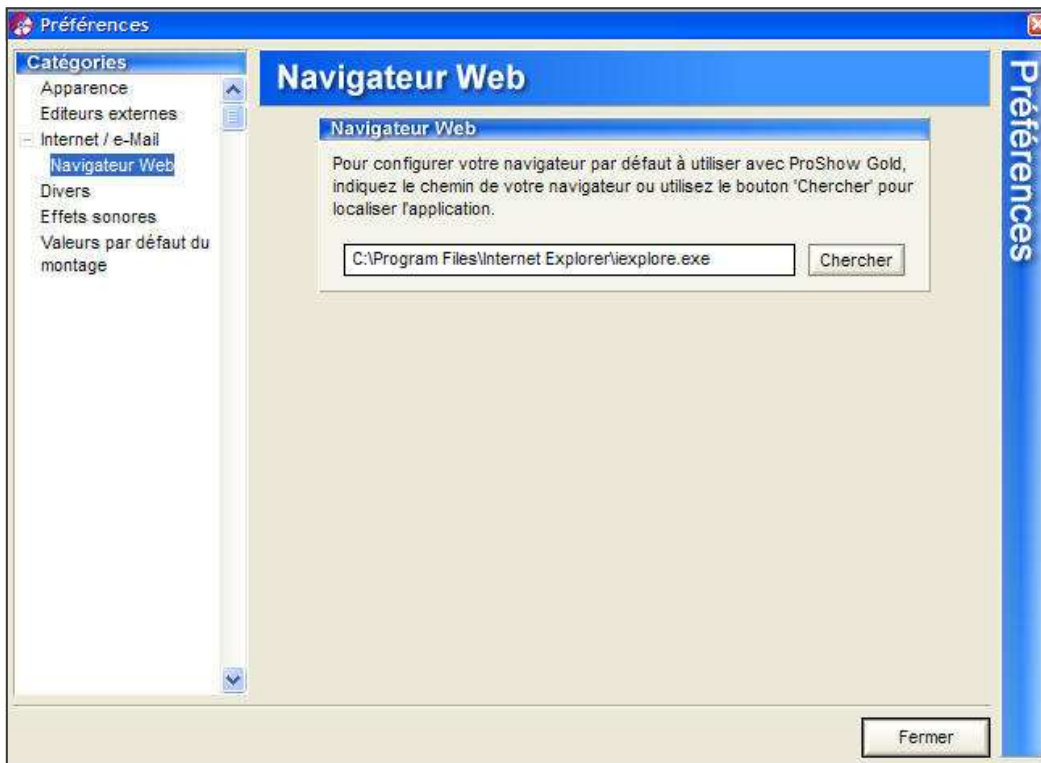 Préférences
Catégories
Apparence
Editeurs externes
Internet / e-Mail
Navigateur Web
Divers
Effets sonores
Valeurs par défaut du
montage
Navigateur Web
Navigateur Web
Pour configurer votre navigateur par défaut à utiliser avec ProShow Gold,
indiquez le chemin de votre navigateur ou utilisez le bouton 'Chercher' pour
localiser l'application.
C:\Program Files\Internet Explorer\iexplore.exe
Chercher
Préférences
Fermer